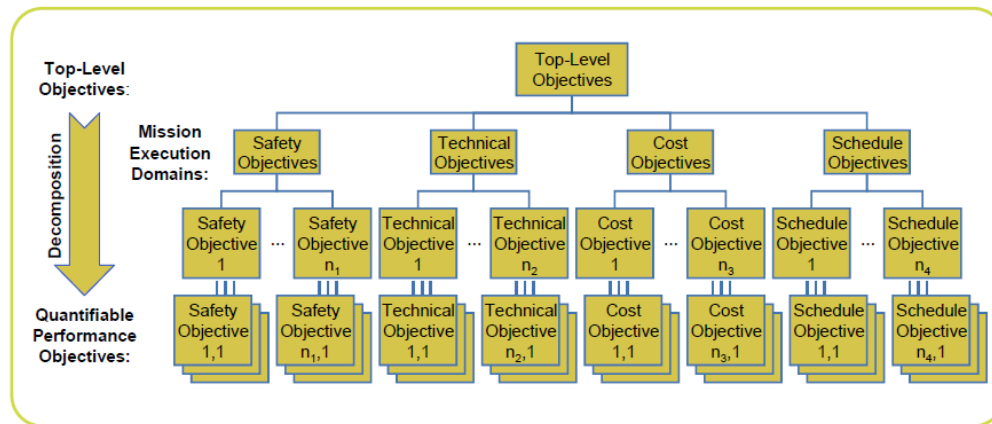 Top-Level
Objectives:
Decomposition
Mission
Execution
Domains:
Quantifiable
Performance
Objectives:
Top-Level
Objectives
Safety
Objectives
Technical
Objectives
Cost
Objectives
Schedule
Objectives
Safety
Objective
1
...
Safety
Objective
n₁
Technical
Objective
1
...
Technical
Objective
n₂
Cost
Objective
1
...
Cost
Objective
n₃
Schedule
Objective
1
...
Schedule
Objective
n₄
Safety
Objective
1,1
Safety
Objective
n₁,1
Technical
Objective
1,1
Technical
Objective
n₂,1
Cost
Objective
1,1
Cost
Objective
n₃,1
Schedule
Objective
1,1
Schedule
Objective
n₄,1